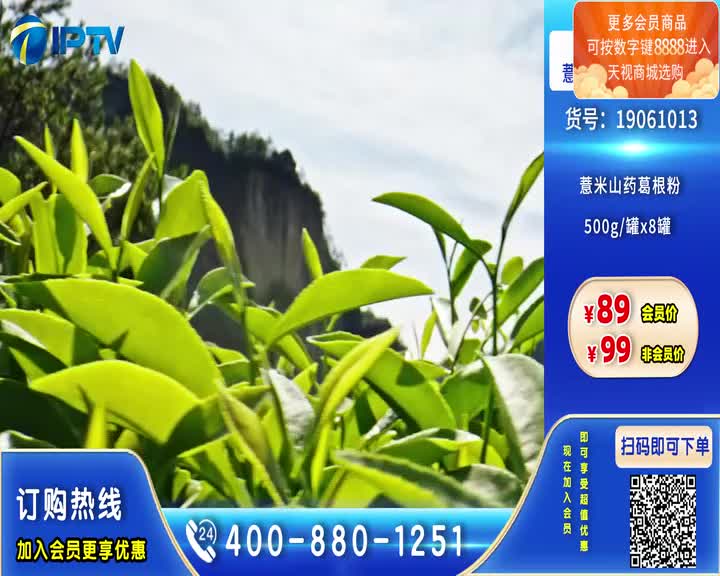 IPTV
更多会员商品
可按数字键8888进入
天视商城选购
薏
货号：19061013
薏米山药葛根粉
500g/罐x8罐
¥89 会员价
¥99 非会员价
扫码即可下单
即可享受超值优惠
现在加入会员
订购热线
加入会员更享优惠
24
400-880-1251